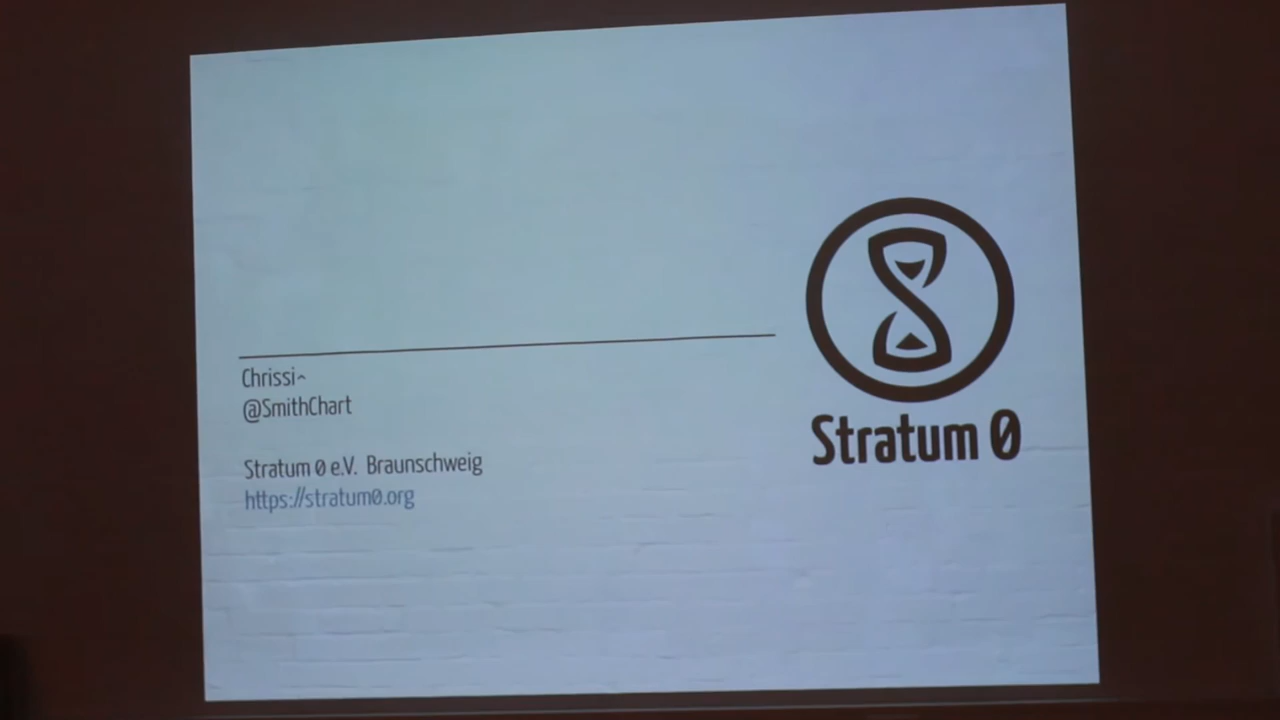 Chrissi^
@SmithChart
Stratum 0 e.V. Braunschweig
https://stratum0.org
Stratum 0